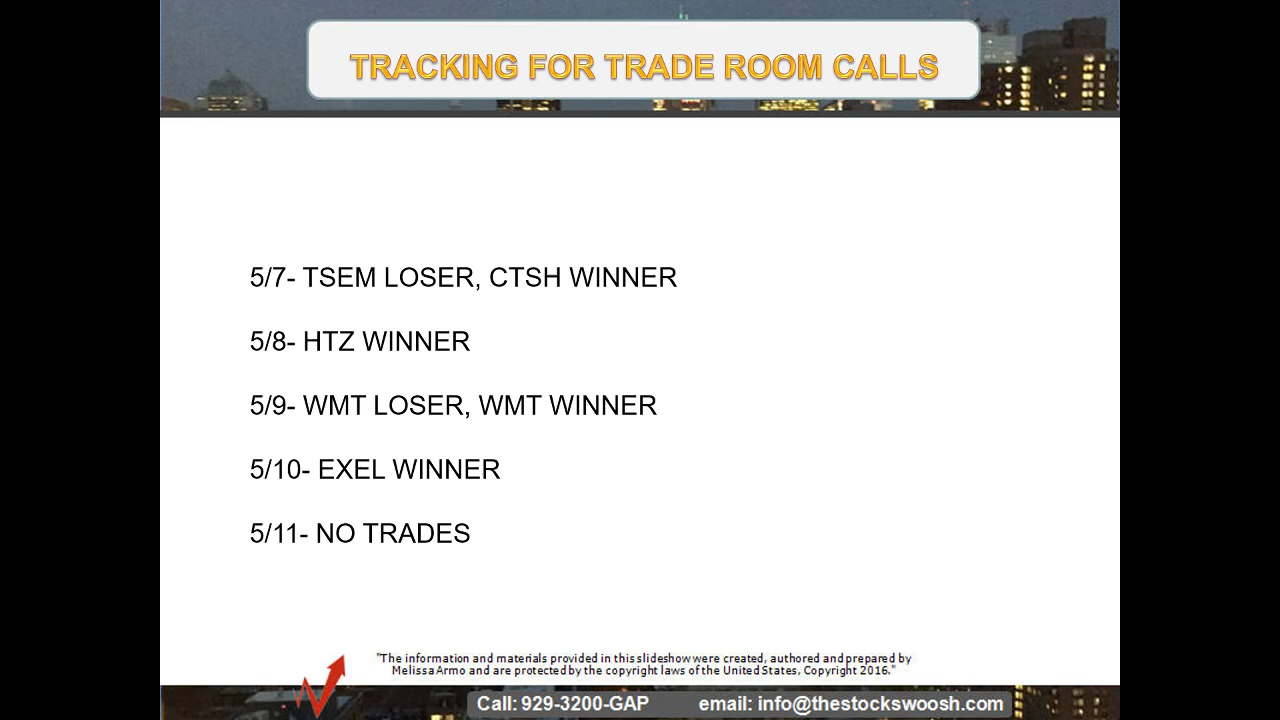 TRACKING FOR TRADE ROOM CALLS
5/7- TSEM LOSER, CTSH WINNER
5/8- HTZ WINNER
5/9- WMT LOSER, WMT WINNER
5/10- EXEL WINNER
5/11- NO TRADES
"The information and materials provided in this slideshow were created, authored and prepared by
Melissa Armo and are protected by the copyright laws of the United States, Copyright 2016."
Call: 929-3200-GAP email: info@thestockswoosh.com